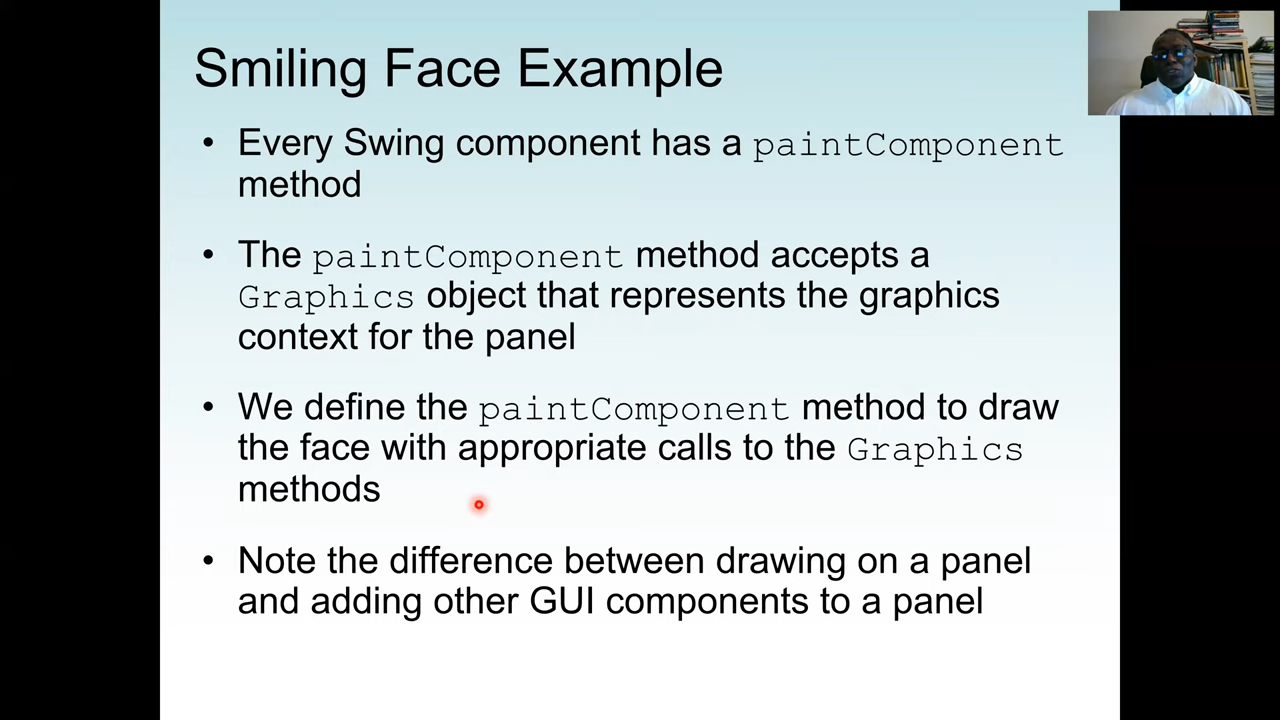 Smiling Face Example
• Every Swing component has a paintComponent
method
• The paintComponent method accepts a
Graphics object that represents the graphics
context for the panel
• We define the paintComponent method to draw
the face with appropriate calls to the Graphics
methods
• Note the difference between drawing on a panel
and adding other GUI components to a panel